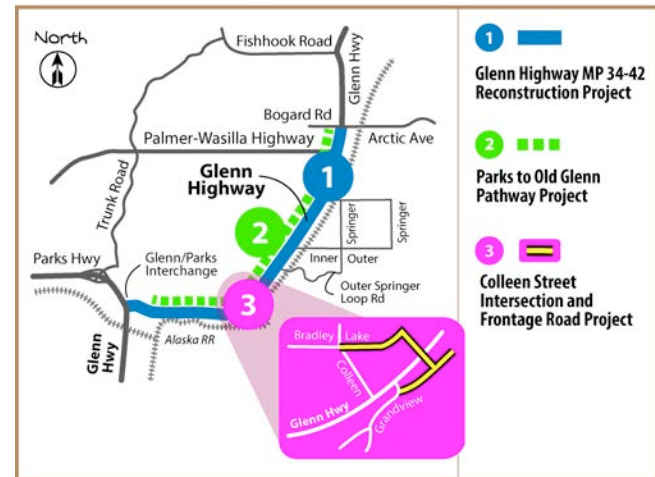 North
Fishhook Road
Glenn Hwy
Bogard Rd
Palmer-Wasilla Highway
Arctic Ave
Trunk Road
Glenn
Highway
1
2
Springer
Springer
Inner
Outer
Parks Hwy
Glenn/Parks
Interchange
Outer Springer
Loop Rd
3
Alaska RR
Glenn
Hwy
Bradley
Lake
Colleen
Glenn Hwy
Grandview
1
Glenn Highway MP 34-42
Reconstruction Project
2
Parks to Old Glenn
Pathway Project
3
Colleen Street
Intersection and
Frontage Road Project